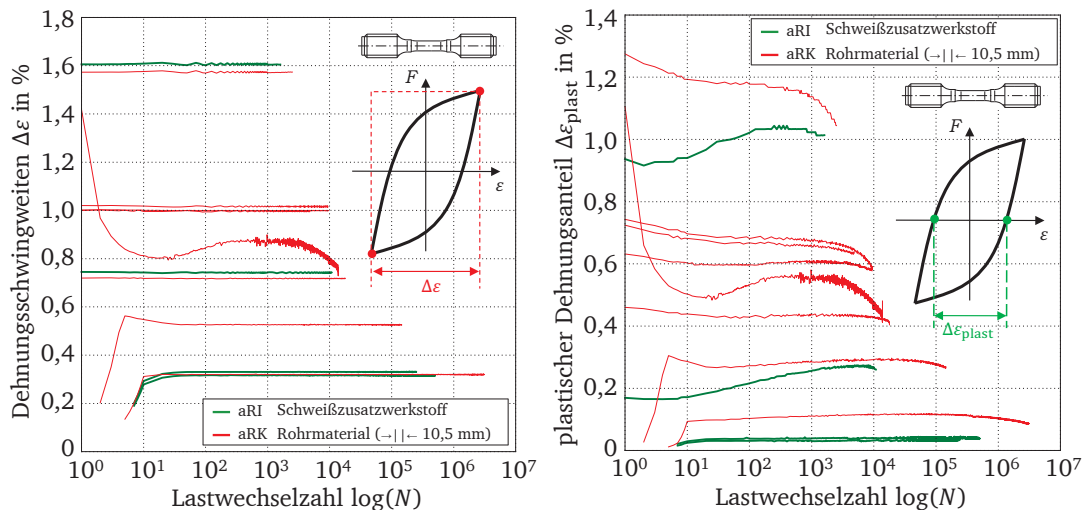 Dehnungsschwingweiten Δε in %
1,8
1,6
1,4
1,2
1,0
0,8
0,6
0,4
0,2
0
F
ε
Δε
aRI Schweißzusatzwerkstoff
aRK Rohrmaterial (→| |← 10,5 mm)
10⁰ 10¹ 10² 10³ 10⁴ 10⁵ 10⁶ 10⁷
Lastwechselzahl log(N)
plastischer Dehnungsanteil Δε_plast in %
1,4
1,2
1,0
0,8
0,6
0,4
0,2
0
aRI Schweißzusatzwerkstoff
aRK Rohrmaterial (→| |← 10,5 mm)
F
ε
Δε_plast
10⁰ 10¹ 10² 10³ 10⁴ 10⁵ 10⁶ 10⁷
Lastwechselzahl log(N)